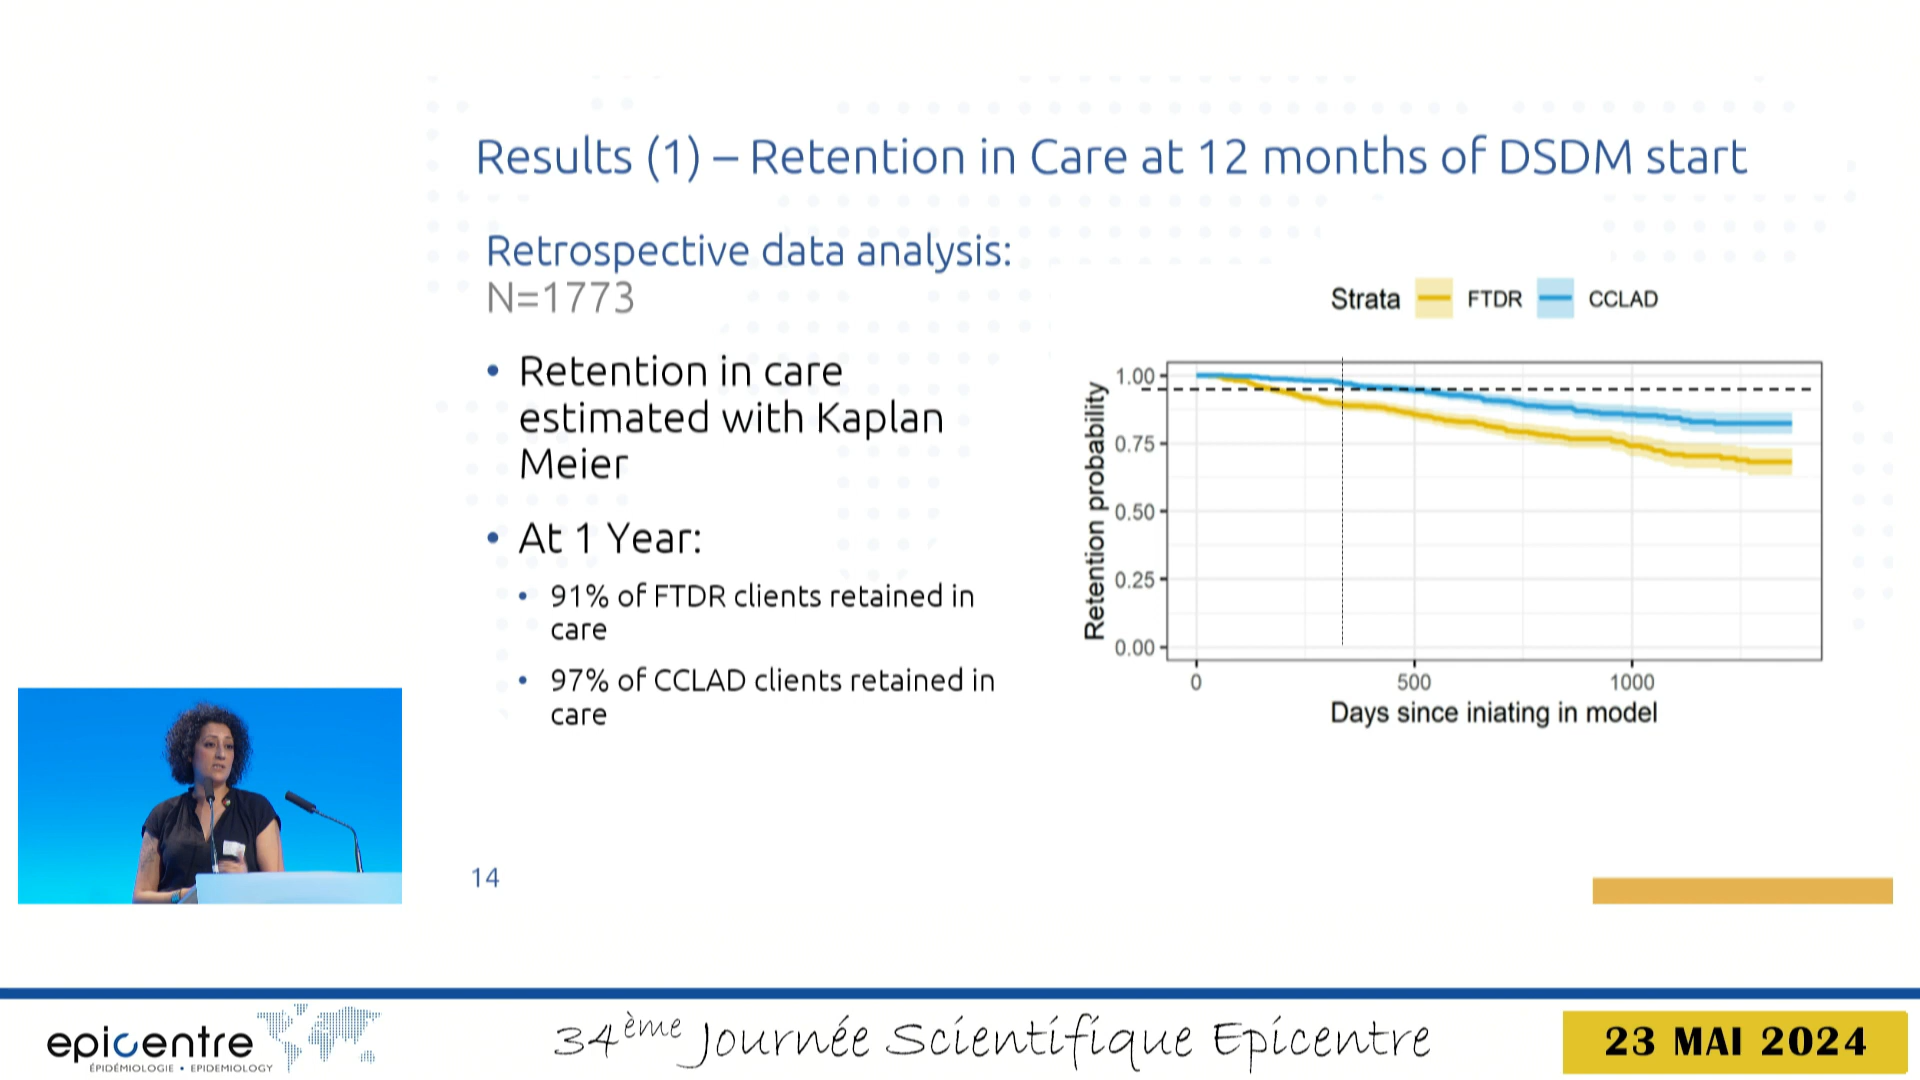 Results (1) – Retention in Care at 12 months of DSDM start
Retrospective data analysis:
N=1773
• Retention in care
estimated with Kaplan
Meier
• At 1 Year:
• 91% of FTDR clients retained in
care
• 97% of CCLAD clients retained in
care
Strata FTDR CCLAD
Retention probability
1.00
0.75
0.50
0.25
0.00
0 500 1000
Days since iniating in model
14
epicentre
ÉPIDÉMIOLOGIE • EPIDEMIOLOGY
34ème Journée Scientifique Epicentre
23 MAI 2024